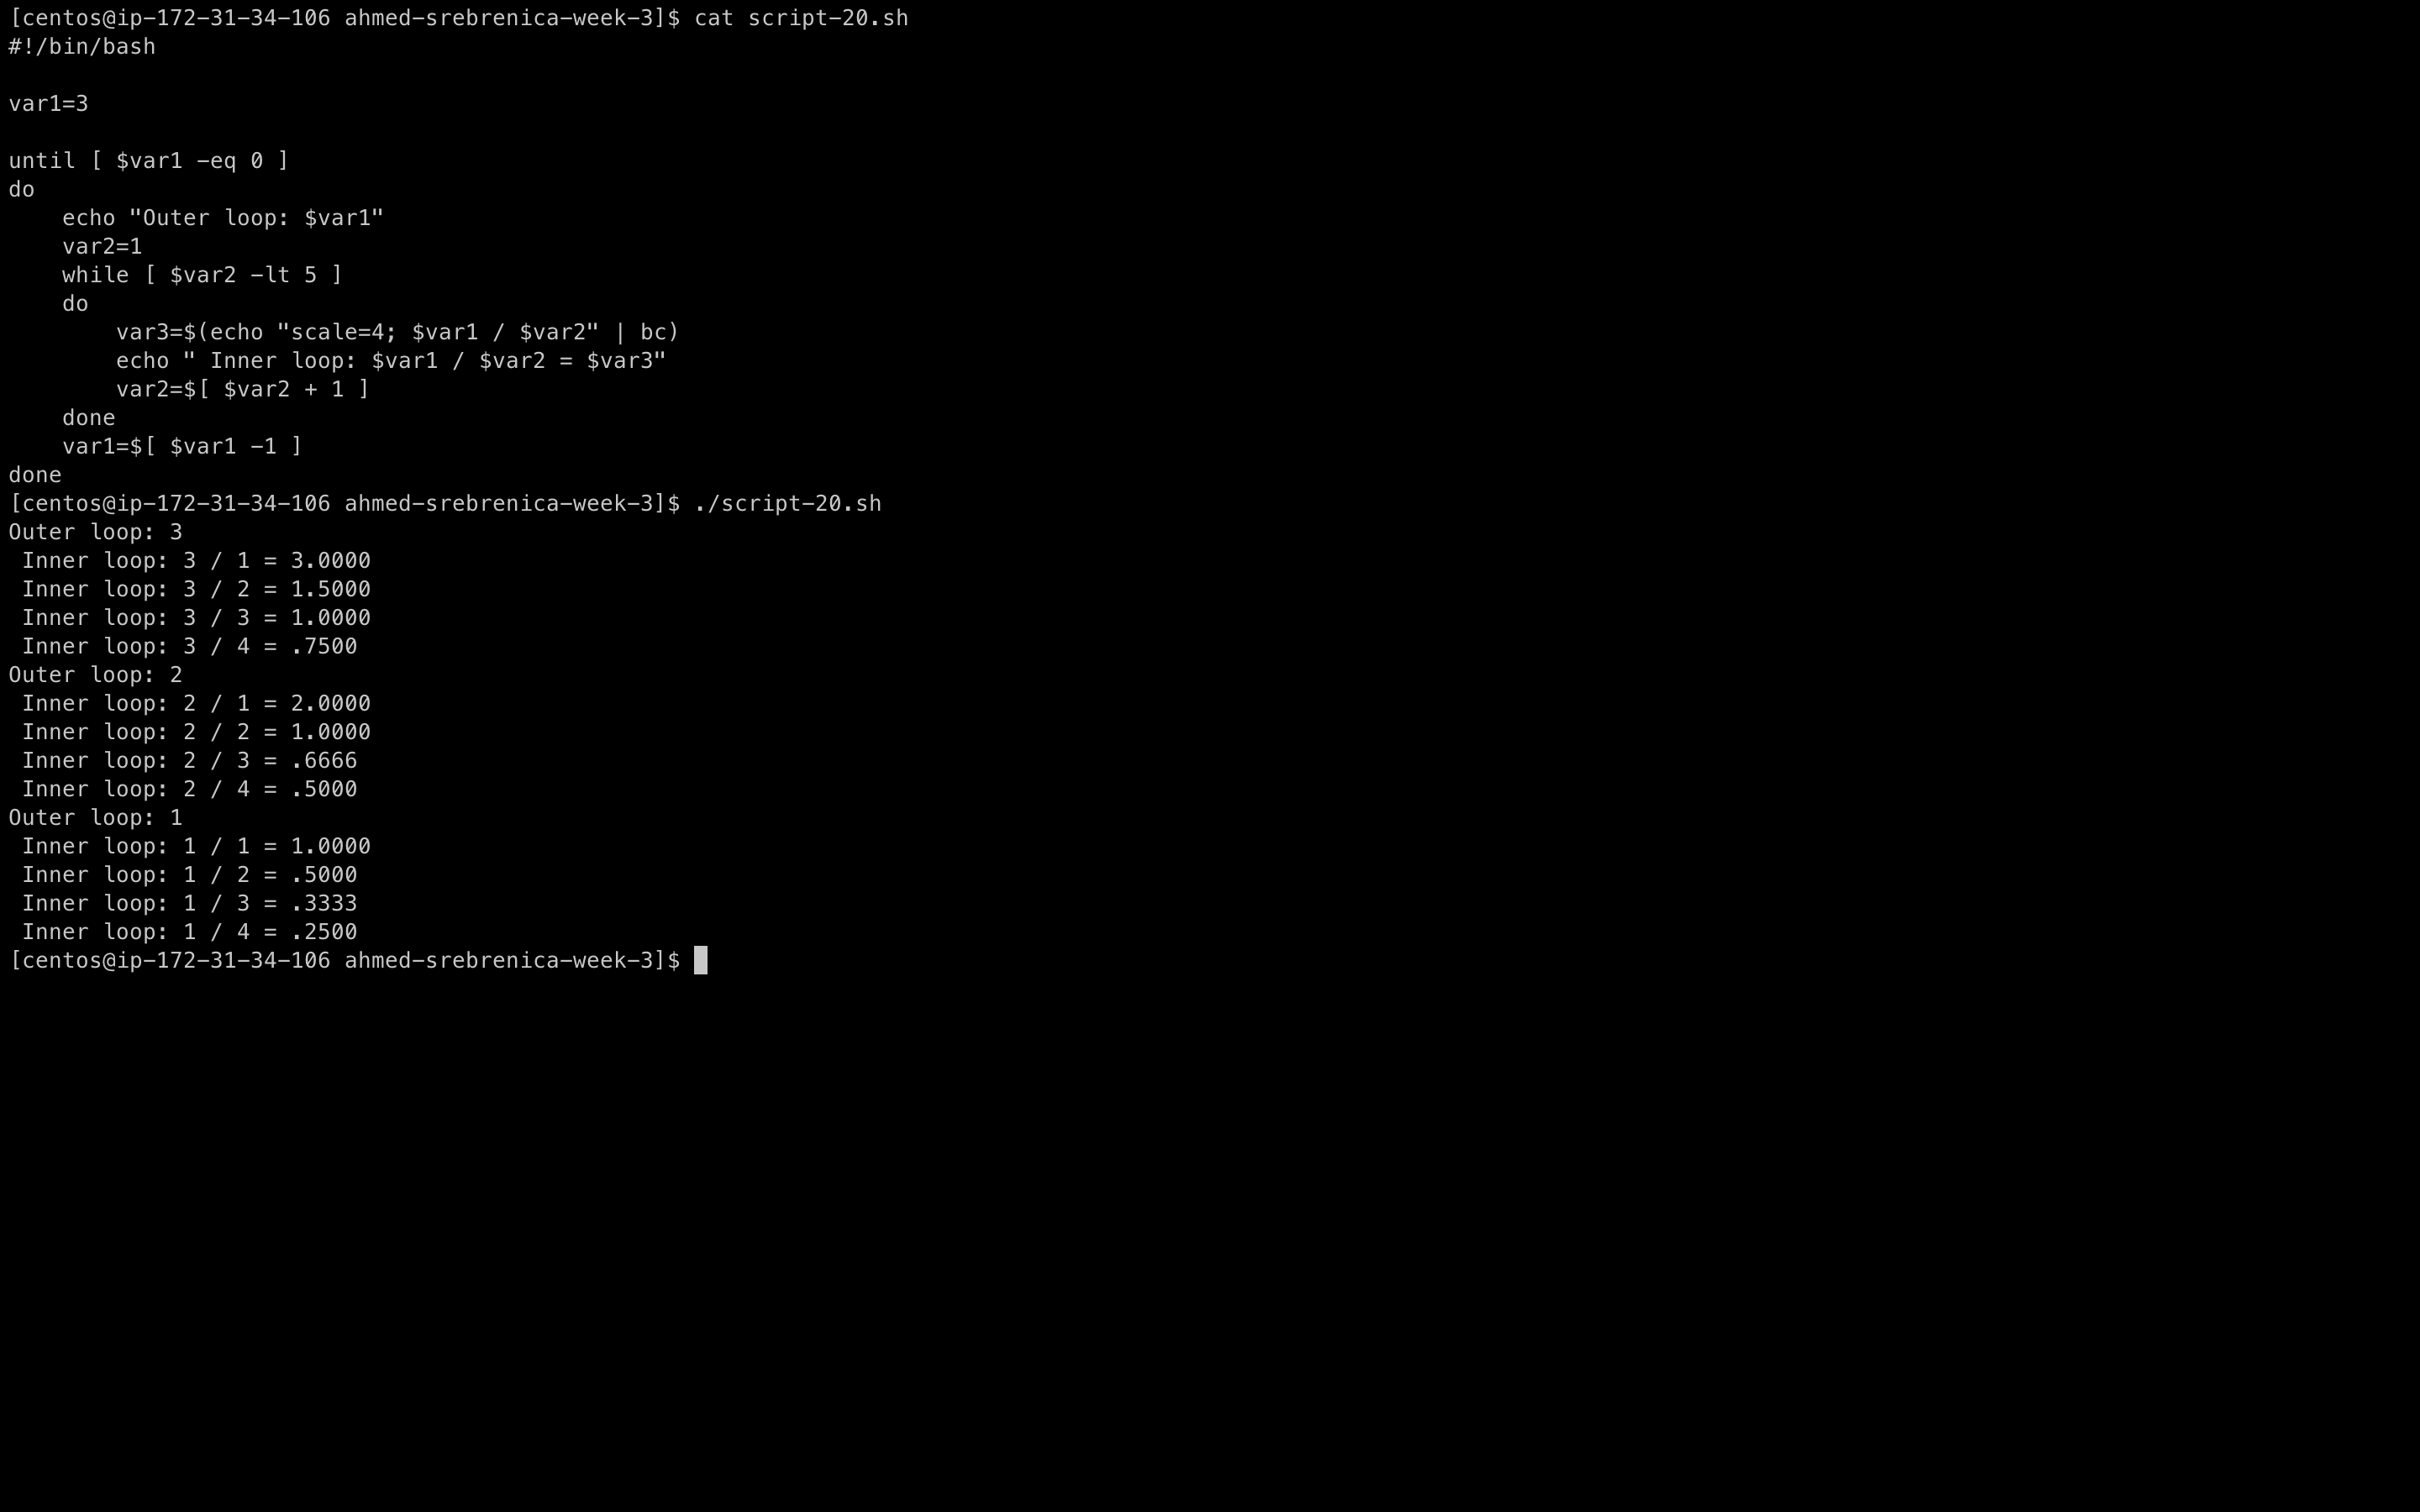 [centos@ip-172-31-34-106 ahmed-srebrenica-week-3]$ cat script-20.sh
#!/bin/bash

var1=3

until [ $var1 -eq 0 ]
do
    echo "Outer loop: $var1"
    var2=1
    while [ $var2 -lt 5 ]
    do
        var3=$(echo "scale=4; $var1 / $var2" | bc)
        echo " Inner loop: $var1 / $var2 = $var3"
        var2=$[ $var2 + 1 ]
    done
    var1=$[ $var1 -1 ]
done
[centos@ip-172-31-34-106 ahmed-srebrenica-week-3]$ ./script-20.sh
Outer loop: 3
 Inner loop: 3 / 1 = 3.0000
 Inner loop: 3 / 2 = 1.5000
 Inner loop: 3 / 3 = 1.0000
 Inner loop: 3 / 4 = .7500
Outer loop: 2
 Inner loop: 2 / 1 = 2.0000
 Inner loop: 2 / 2 = 1.0000
 Inner loop: 2 / 3 = .6666
 Inner loop: 2 / 4 = .5000
Outer loop: 1
 Inner loop: 1 / 1 = 1.0000
 Inner loop: 1 / 2 = .5000
 Inner loop: 1 / 3 = .3333
 Inner loop: 1 / 4 = .2500
[centos@ip-172-31-34-106 ahmed-srebrenica-week-3]$